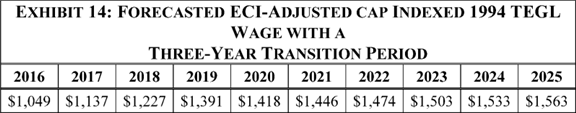 EXHIBIT 14: FORECASTED ECI-ADJUSTED CAP INDEXED 1994 TEGL
WAGE WITH A
THREE-YEAR TRANSITION PERIOD
2016 2017 2018 2019 2020 2021 2022 2023 2024 2025
$1,049 $1,137 $1,227 $1,391 $1,418 $1,446 $1,474 $1,503 $1,533 $1,563